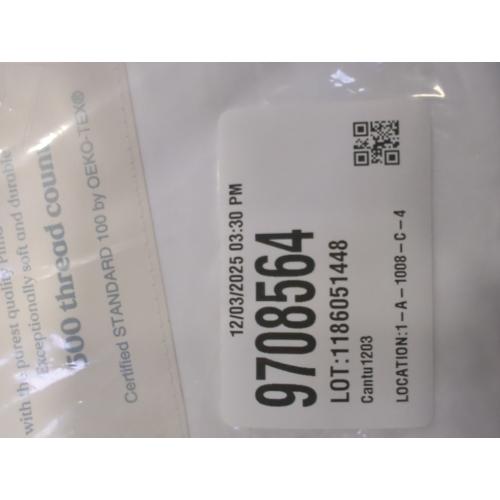 with the purest quality Pima
Exceptionally soft and durable
500 thread count
Certified STANDARD 100 by OEKO-TEX®
12/03/2025 03:30 PM
9708564
LOT:1186051448
Cantu1203
LOCATION:1-A-1008-C-4